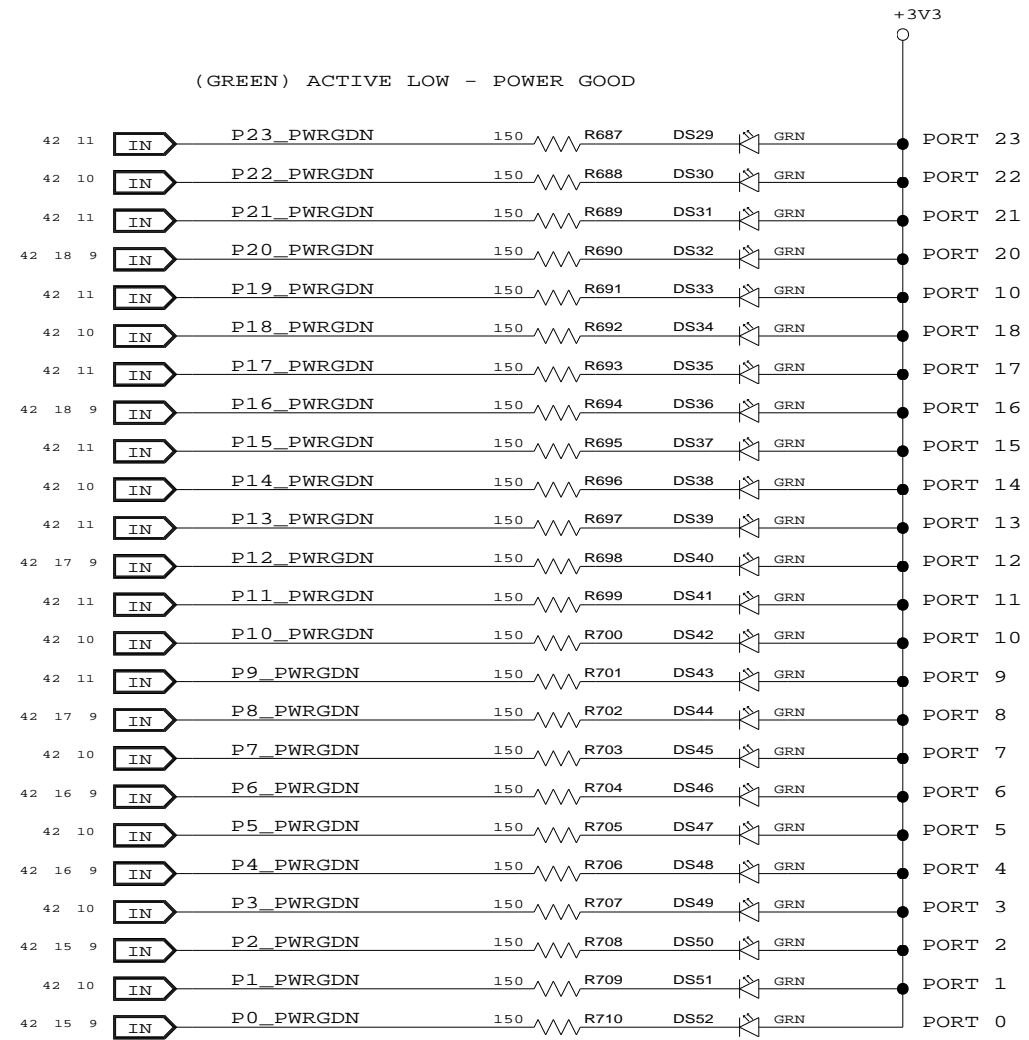 +3V3
(GREEN) ACTIVE LOW - POWER GOOD
42 11 IN P23_PWRGDN 150 R687 DS29 GRN PORT 23
42 10 IN P22_PWRGDN 150 R688 DS30 GRN PORT 22
42 11 IN P21_PWRGDN 150 R689 DS31 GRN PORT 21
42 18 9 IN P20_PWRGDN 150 R690 DS32 GRN PORT 20
42 11 IN P19_PWRGDN 150 R691 DS33 GRN PORT 10
42 10 IN P18_PWRGDN 150 R692 DS34 GRN PORT 18
42 11 IN P17_PWRGDN 150 R693 DS35 GRN PORT 17
42 18 9 IN P16_PWRGDN 150 R694 DS36 GRN PORT 16
42 11 IN P15_PWRGDN 150 R695 DS37 GRN PORT 15
42 10 IN P14_PWRGDN 150 R696 DS38 GRN PORT 14
42 11 IN P13_PWRGDN 150 R697 DS39 GRN PORT 13
42 17 9 IN P12_PWRGDN 150 R698 DS40 GRN PORT 12
42 11 IN P11_PWRGDN 150 R699 DS41 GRN PORT 11
42 10 IN P10_PWRGDN 150 R700 DS42 GRN PORT 10
42 11 IN P9_PWRGDN 150 R701 DS43 GRN PORT 9
42 17 9 IN P8_PWRGDN 150 R702 DS44 GRN PORT 8
42 10 IN P7_PWRGDN 150 R703 DS45 GRN PORT 7
42 16 9 IN P6_PWRGDN 150 R704 DS46 GRN PORT 6
42 10 IN P5_PWRGDN 150 R705 DS47 GRN PORT 5
42 16 9 IN P4_PWRGDN 150 R706 DS48 GRN PORT 4
42 10 IN P3_PWRGDN 150 R707 DS49 GRN PORT 3
42 15 9 IN P2_PWRGDN 150 R708 DS50 GRN PORT 2
42 10 IN P1_PWRGDN 150 R709 DS51 GRN PORT 1
42 15 9 IN P0_PWRGDN 150 R710 DS52 GRN PORT 0